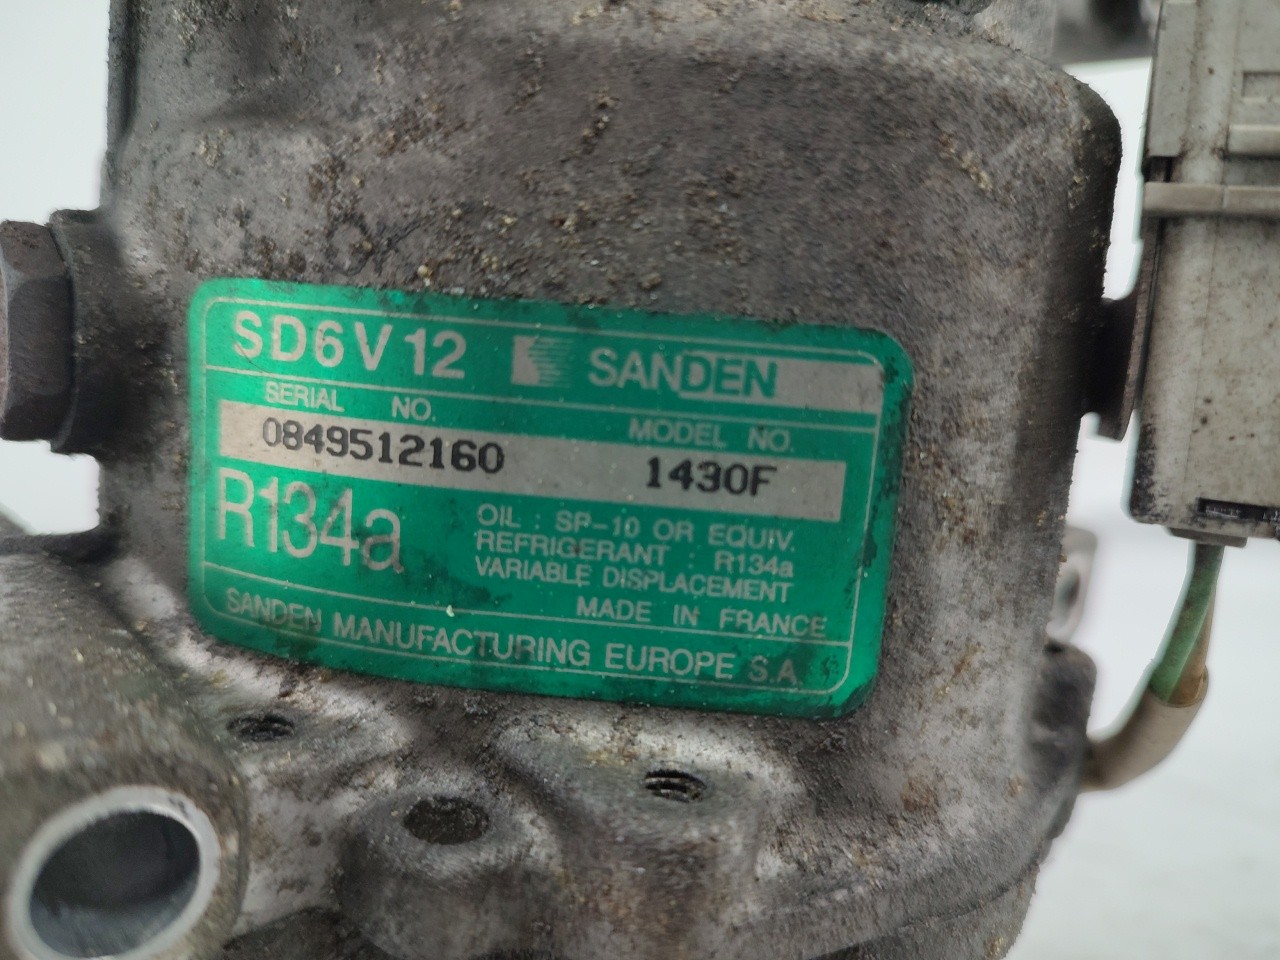 SD6V12 SANDEN
SERIAL NO. MODEL NO.
0849512160 1430F
R134a
OIL : SP-10 OR EQUIV.
REFRIGERANT : R134a
VARIABLE DISPLACEMENT
MADE IN FRANCE
SANDEN MANUFACTURING EUROPE S.A.